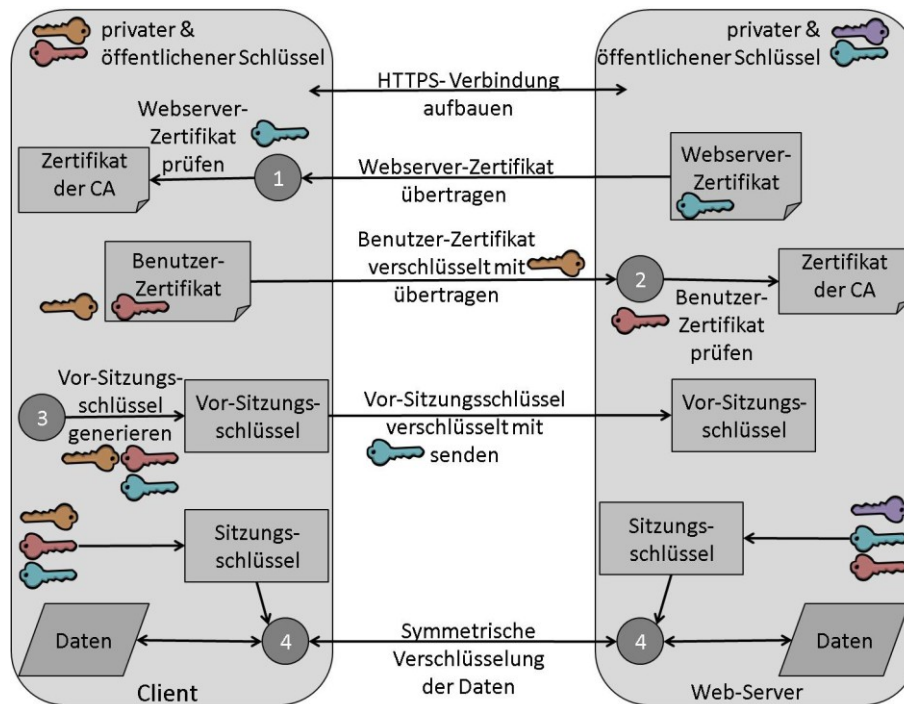 privater &
öffentlichener Schlüssel
privater &
öffentlichener Schlüssel
HTTPS-Verbindung
aufbauen
Webserver-
Zertifikat
prüfen
Zertifikat
der CA
1
Webserver-Zertifikat
übertragen
Webserver-
Zertifikat
Benutzer-
Zertifikat
Benutzer-Zertifikat
verschlüsselt mit
übertragen
2
Zertifikat
der CA
Benutzer-
Zertifikat
prüfen
3
Vor-Sitzungs-
schlüssel
generieren
Vor-Sitzungs-
schlüssel
Vor-Sitzungsschlüssel
verschlüsselt mit
senden
Vor-Sitzungs-
schlüssel
Sitzungs-
schlüssel
Sitzungs-
schlüssel
Daten
4
Symmetrische
Verschlüsselung
der Daten
4
Daten
Client
Web-Server